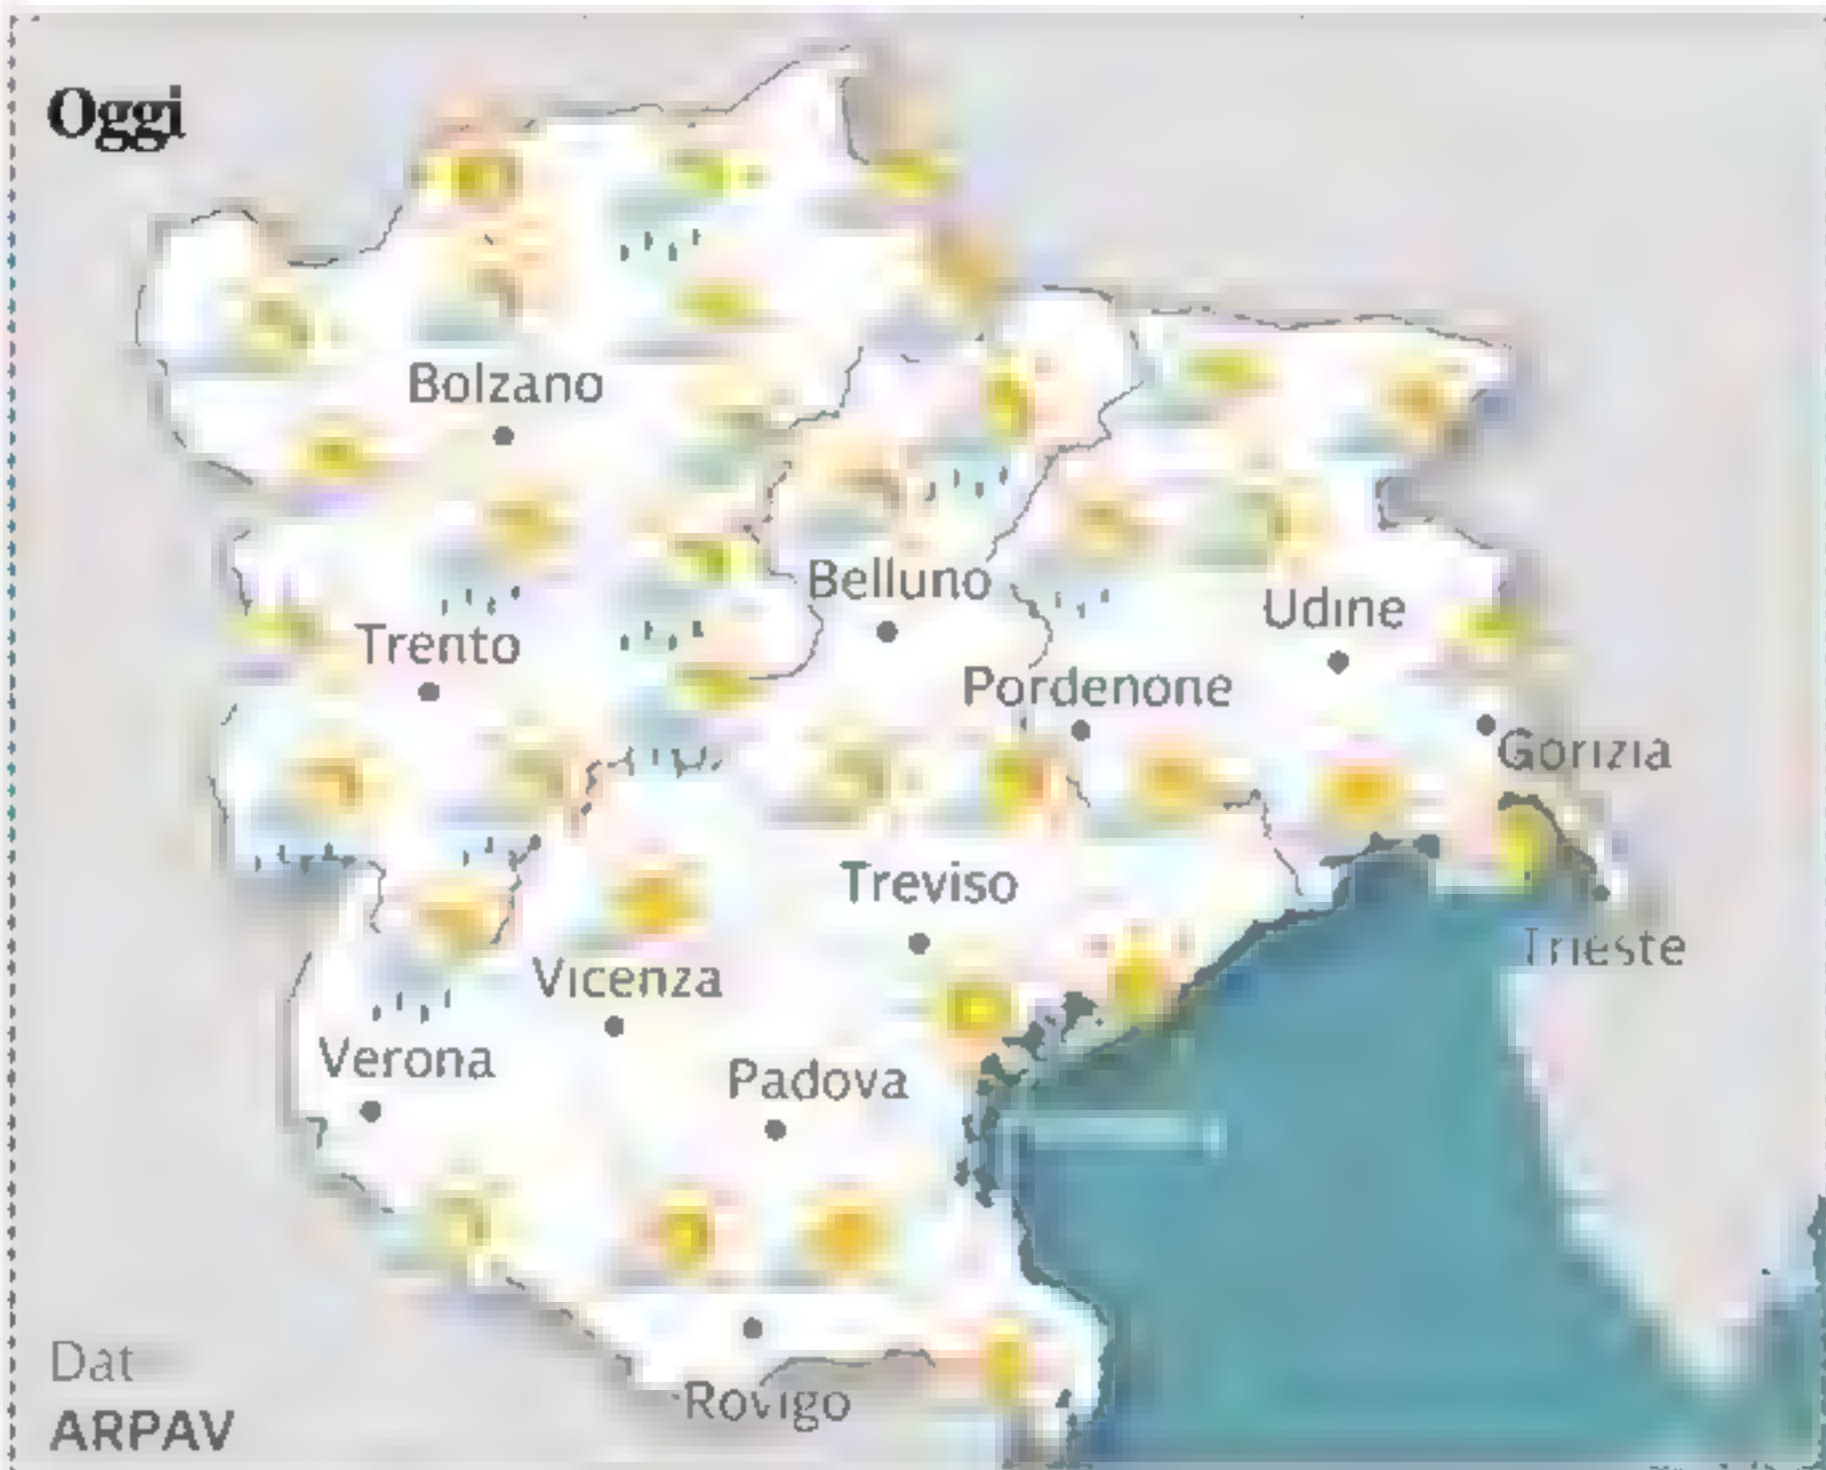 Oggi
Bolzano
Belluno
Udine
Trento
Pordenone
Gorizia
Treviso
Trieste
Vicenza
Verona
Padova
Rovigo
Dat
ARPAV